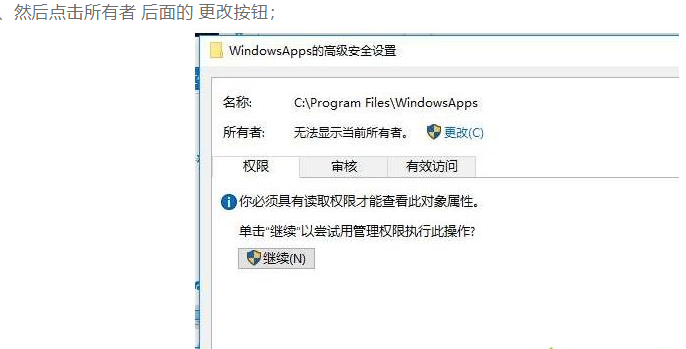 、然后点击所有者 后面的 更改按钮；
WindowsApps的高级安全设置
名称: C:\Program Files\WindowsApps
所有者: 无法显示当前所有者。 更改(C)
权限 审核 有效访问
你必须具有读取权限才能查看此对象属性。
单击“继续”以尝试用管理权限执行此操作?
继续(N)